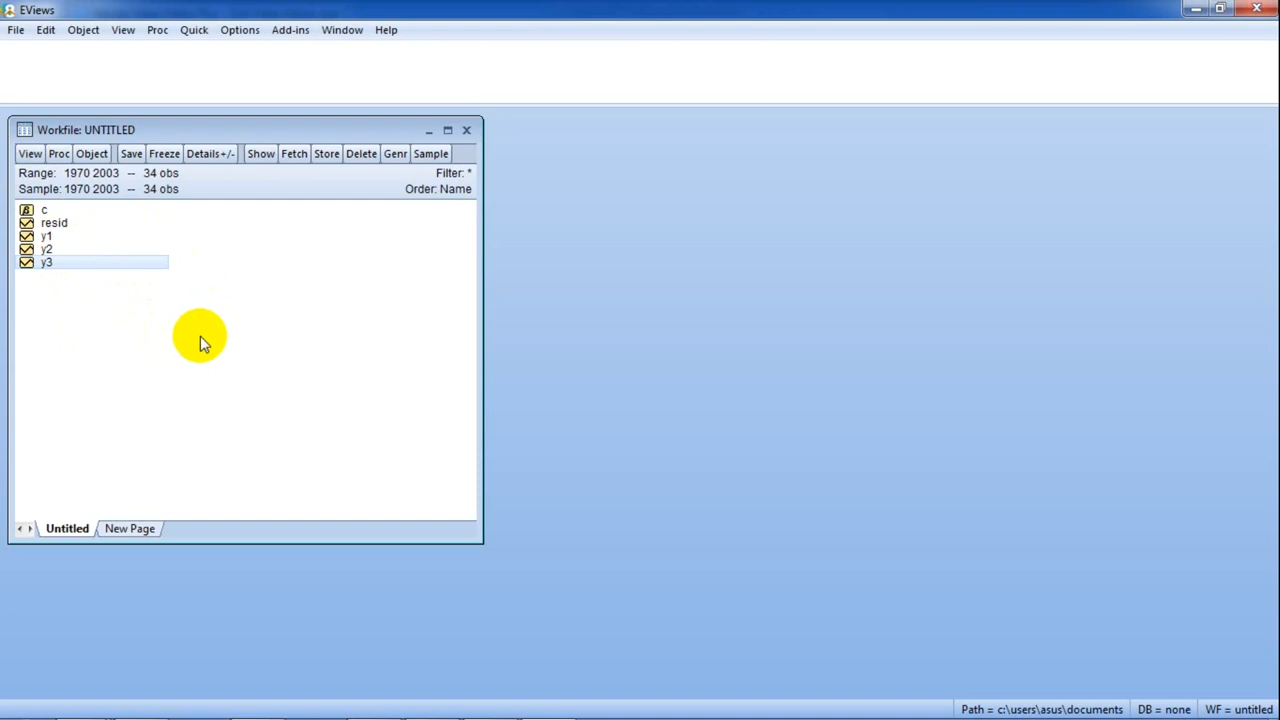 EViews
File Edit Object View Proc Quick Options Add-ins Window Help
Workfile: UNTITLED
View Proc Object Save Freeze Details+/- Show Fetch Store Delete Genr Sample
Range: 1970 2003 -- 34 obs Filter: *
Sample: 1970 2003 -- 34 obs Order: Name
β c
resid
y1
y2
y3
Untitled New Page
Path = c:\users\asus\documents DB = none WF = untitled